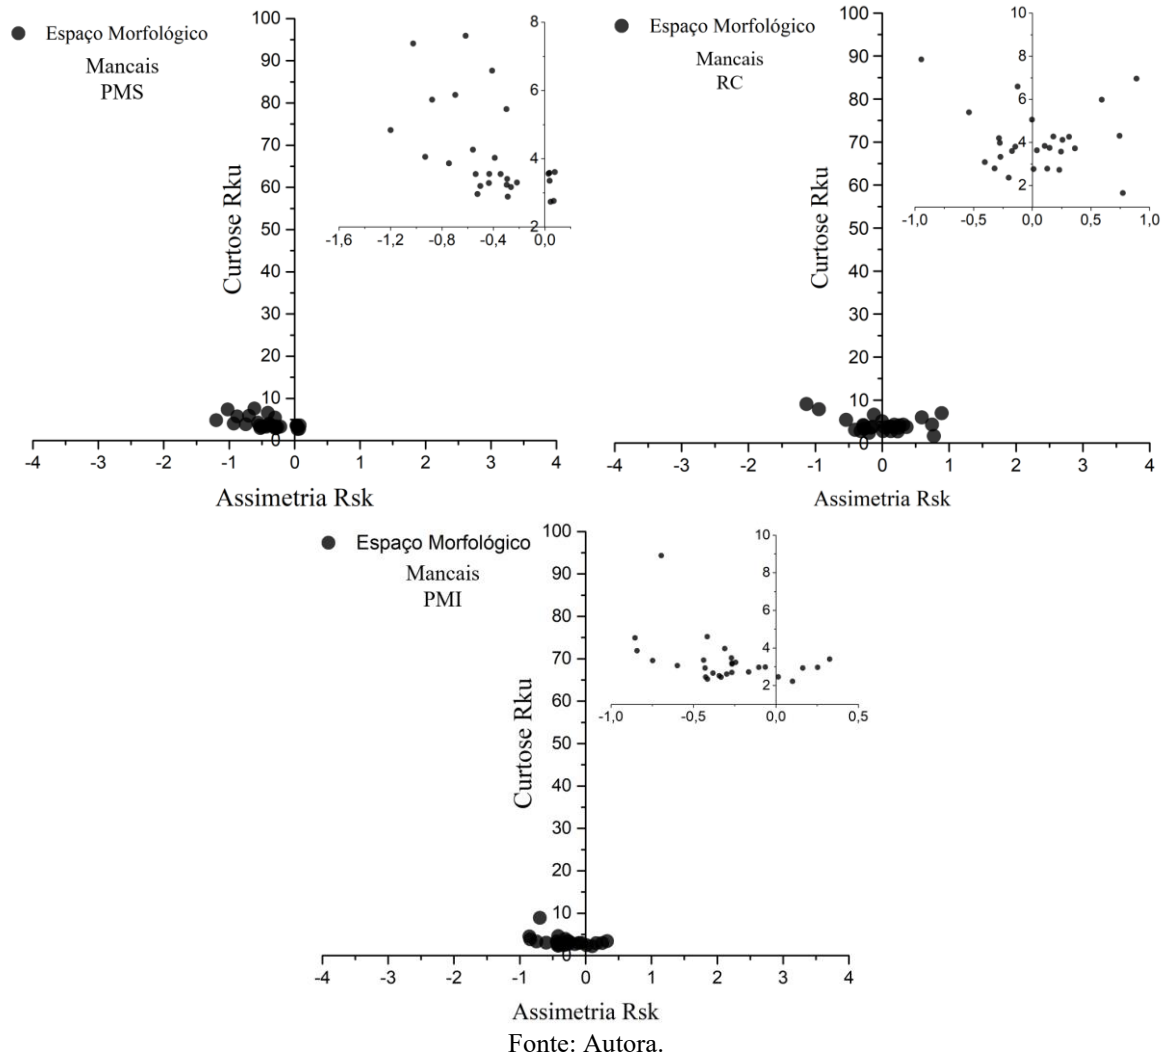 Espaço Morfológico
Mancais
PMS
Curtose Rku
100
90
80
70
60
50
40
30
20
10
0
-4 -3 -2 -1 0 1 2 3 4
Assimetria Rsk
8
6
4
2
-1,6 -1,2 -0,8 -0,4 0,0
Espaço Morfológico
Mancais
RC
Curtose Rku
100
90
80
70
60
50
40
30
20
10
0
-4 -3 -2 -1 0 1 2 3 4
Assimetria Rsk
10
8
6
4
2
-1,0 -0,5 0,0 0,5 1,0
Espaço Morfológico
Mancais
PMI
Curtose Rku
100
90
80
70
60
50
40
30
20
10
0
-4 -3 -2 -1 0 1 2 3 4
Assimetria Rsk
10
8
6
4
2
-1,0 -0,5 0,0 0,5
Fonte: Autora.